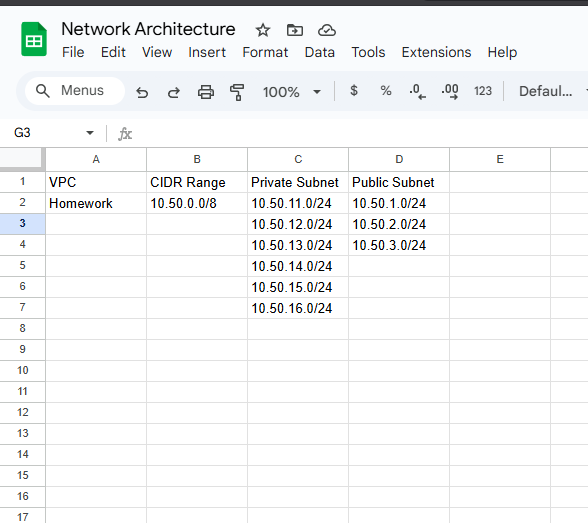 Network Architecture
File Edit View Insert Format Data Tools Extensions Help
Menus 100% $ % .0 .00 123 Defaul...
G3 fx
A B C D E
1 VPC CIDR Range Private Subnet Public Subnet
2 Homework 10.50.0.0/8 10.50.11.0/24 10.50.1.0/24
3 10.50.12.0/24 10.50.2.0/24
4 10.50.13.0/24 10.50.3.0/24
5 10.50.14.0/24
6 10.50.15.0/24
7 10.50.16.0/24
8
9
10
11
12
13
14
15
16
17